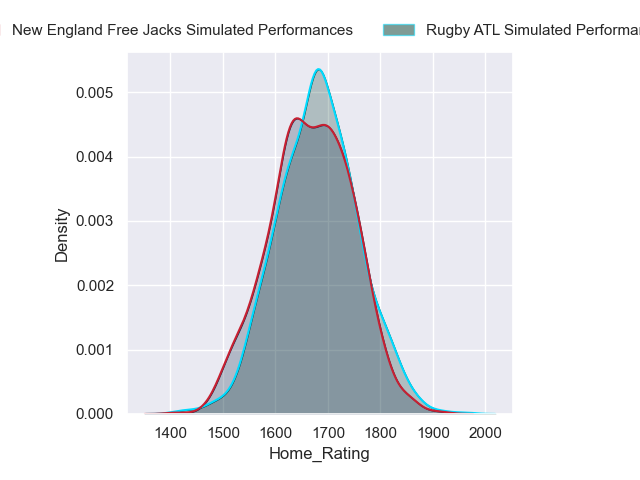 New England Free Jacks Simulated Performances
Rugby ATL Simulated
0.005
0.004
0.003
0.002
0.001
0.000
Density
1400 1500 1600 1700 1800 1900 2000
Home_Rating